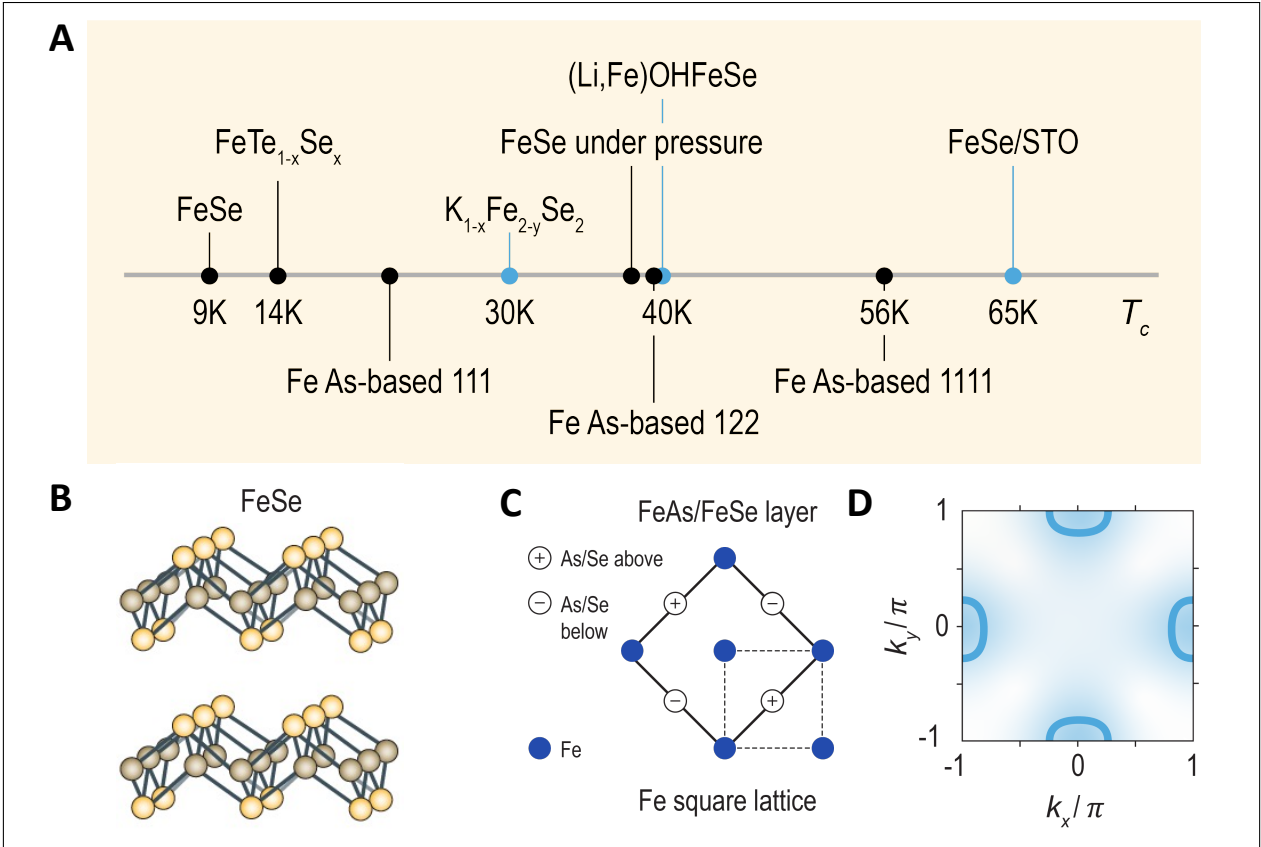 A
(Li,Fe)OHFeSe
FeTe1-xSex
FeSe under pressure
FeSe/STO
FeSe
K1-xFe2-ySe2
9K 14K 30K 40K 56K 65K Tc
Fe As-based 111
Fe As-based 1111
Fe As-based 122
B
FeSe
C
FeAs/FeSe layer
+ As/Se above
− As/Se
below
+ −
− +
Fe
Fe square lattice
D
1
0
-1
ky/π
-1 0 1
kx/π